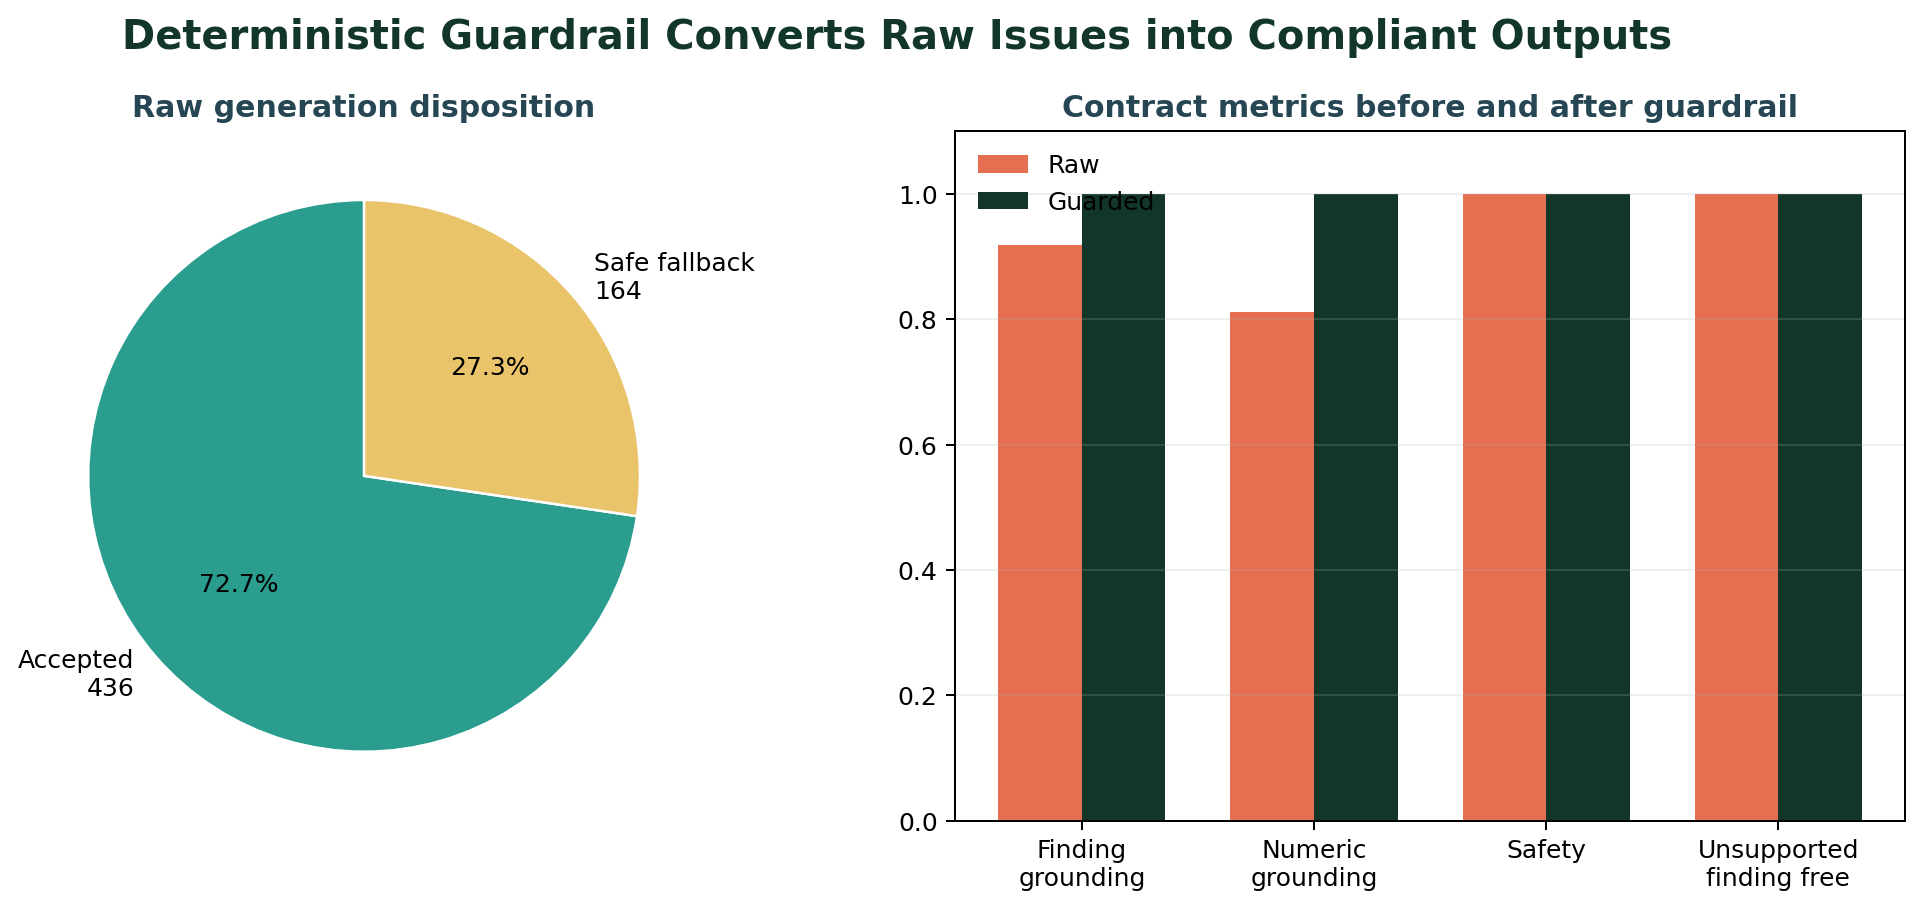 Deterministic Guardrail Converts Raw Issues into Compliant Outputs
Raw generation disposition
Safe fallback
164
27.3%
72.7%
Accepted
436
Contract metrics before and after guardrail
Raw
Guarded
1.0
0.8
0.6
0.4
0.2
0.0
Finding
grounding
Numeric
grounding
Safety
Unsupported
finding free